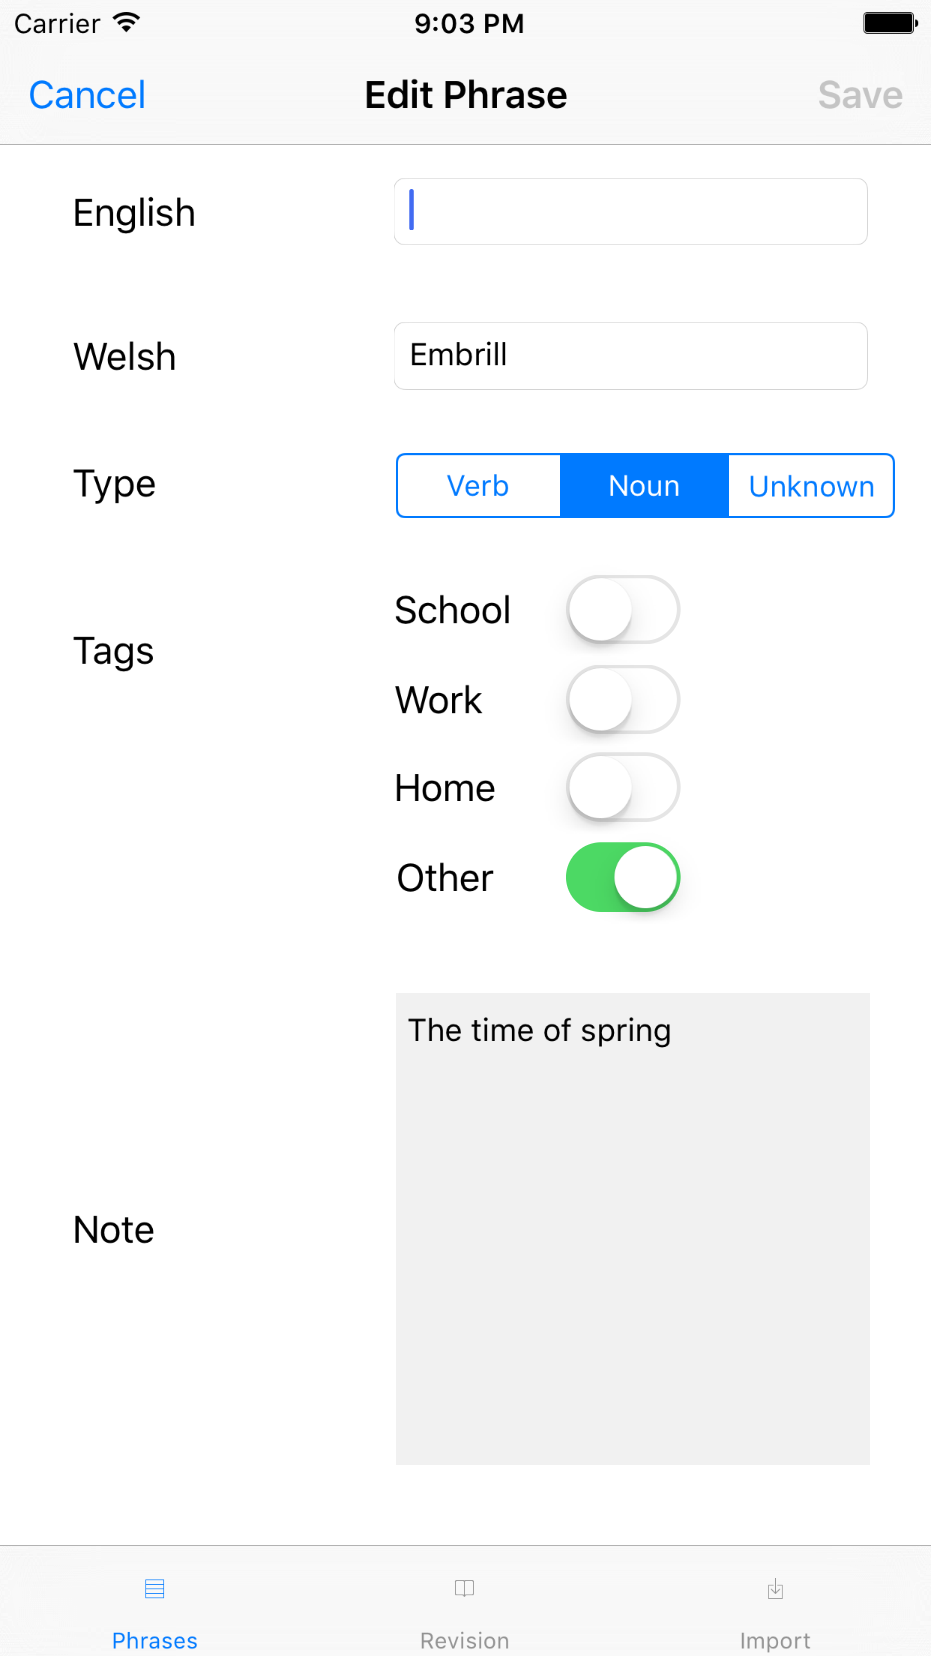 Carrier 9:03 PM
Cancel Edit Phrase Save
English
Welsh Embrill
Type Verb Noun Unknown
Tags
School
Work
Home
Other
The time of spring
Note
Phrases Revision Import